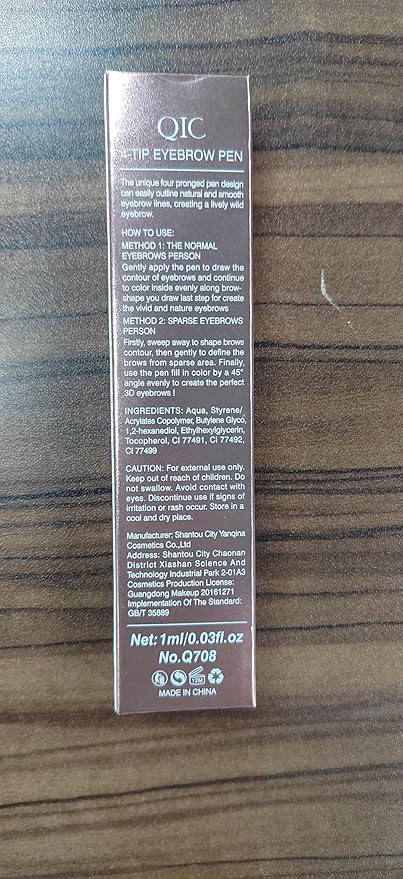 QIC
4-TIP EYEBROW PEN
The unique four pronged pen design
can easily outline natural and smooth
eyebrow lines, creating a lively wild
eyebrow.
HOW TO USE:
METHOD 1: THE NORMAL
EYEBROWS PERSON
Gently apply the pen to draw the
contour of eyebrows and continue
to color inside evenly along brow-
shape you draw last step for create
the vivid and nature eyebrows
METHOD 2: SPARSE EYEBROWS
PERSON
Firstly, sweep away to shape brows
contour, then gently to define the
brows from sparse area. Finally,
use the pen fill in color by a 45°
angle evenly to create the perfect
3D eyebrows !
INGREDIENTS: Aqua, Styrene/
Acrylates Copolymer, Butylene Glyco,
1,2-hexanediol, Ethylhexylglycerin,
Tocopherol, CI 77491, CI 77492,
CI 77499
CAUTION: For external use only.
Keep out of reach of children. Do
not swallow. Avoid contact with
eyes. Discontinue use if signs of
irritation or rash occur. Store in a
cool and dry place.
Manufacturer: Shantou City Yanqina
Cosmetics Co.,Ltd
Address: Shantou City Chaonan
District Xiashan Science And
Technology Industrial Park 2-01A3
Cosmetics Production License:
Guangdong Makeup 20161271
Implementation Of The Standard:
GB/T 35889
Net: 1ml/0.03fl.oz
No.Q708
12M
MADE IN CHINA